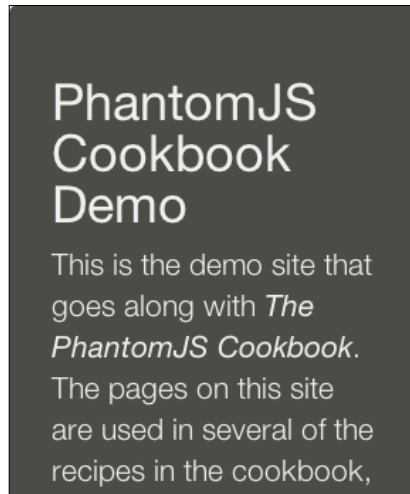 PhantomJS
Cookbook
Demo
This is the demo site that
goes along with The
PhantomJS Cookbook.
The pages on this site
are used in several of the
recipes in the cookbook,